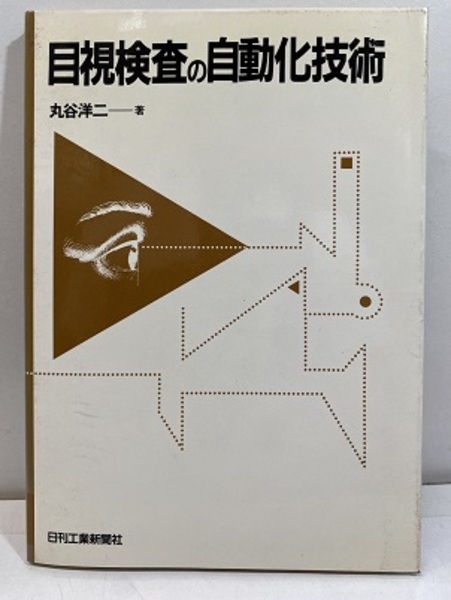 目視検査の自動化技術
丸谷洋二──著
日刊工業新聞社